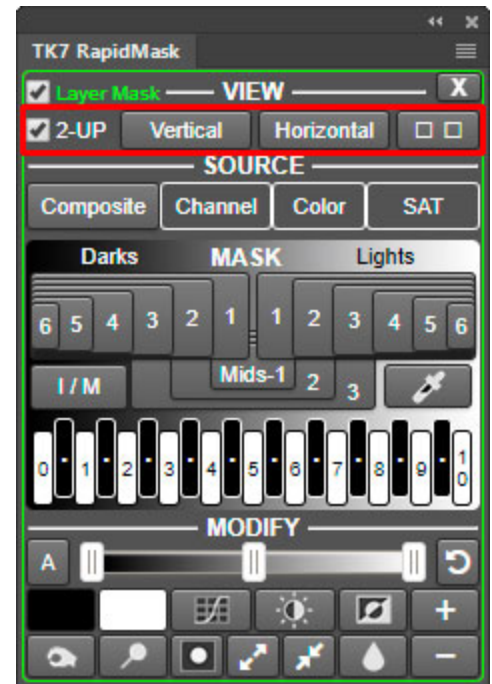 TK7 RapidMask
Layer Mask VIEW X
2-UP Vertical Horizontal
SOURCE
Composite Channel Color SAT
Darks MASK Lights
6 5 4 3 2 1 1 2 3 4 5 6
I / M Mids-1 2 3
0 1 2 3 4 5 6 7 8 9 10
MODIFY
A